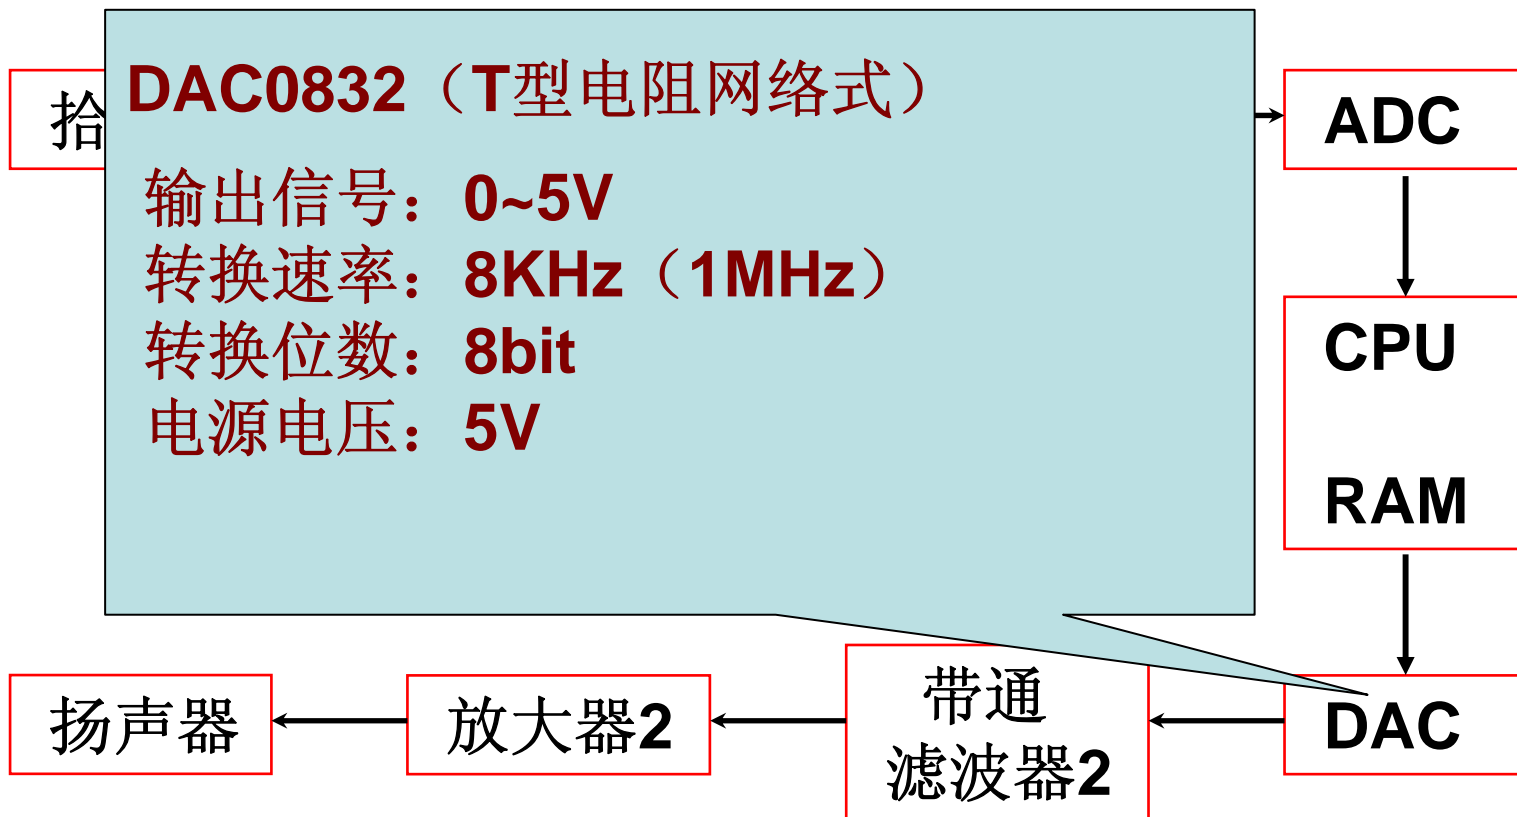 DAC0832（T型电阻网络式）
输出信号：0~5V
转换速率：8KHz（1MHz）
转换位数：8bit
电源电压：5V
拾
ADC
CPU
RAM
DAC
带通
滤波器2
放大器2
扬声器